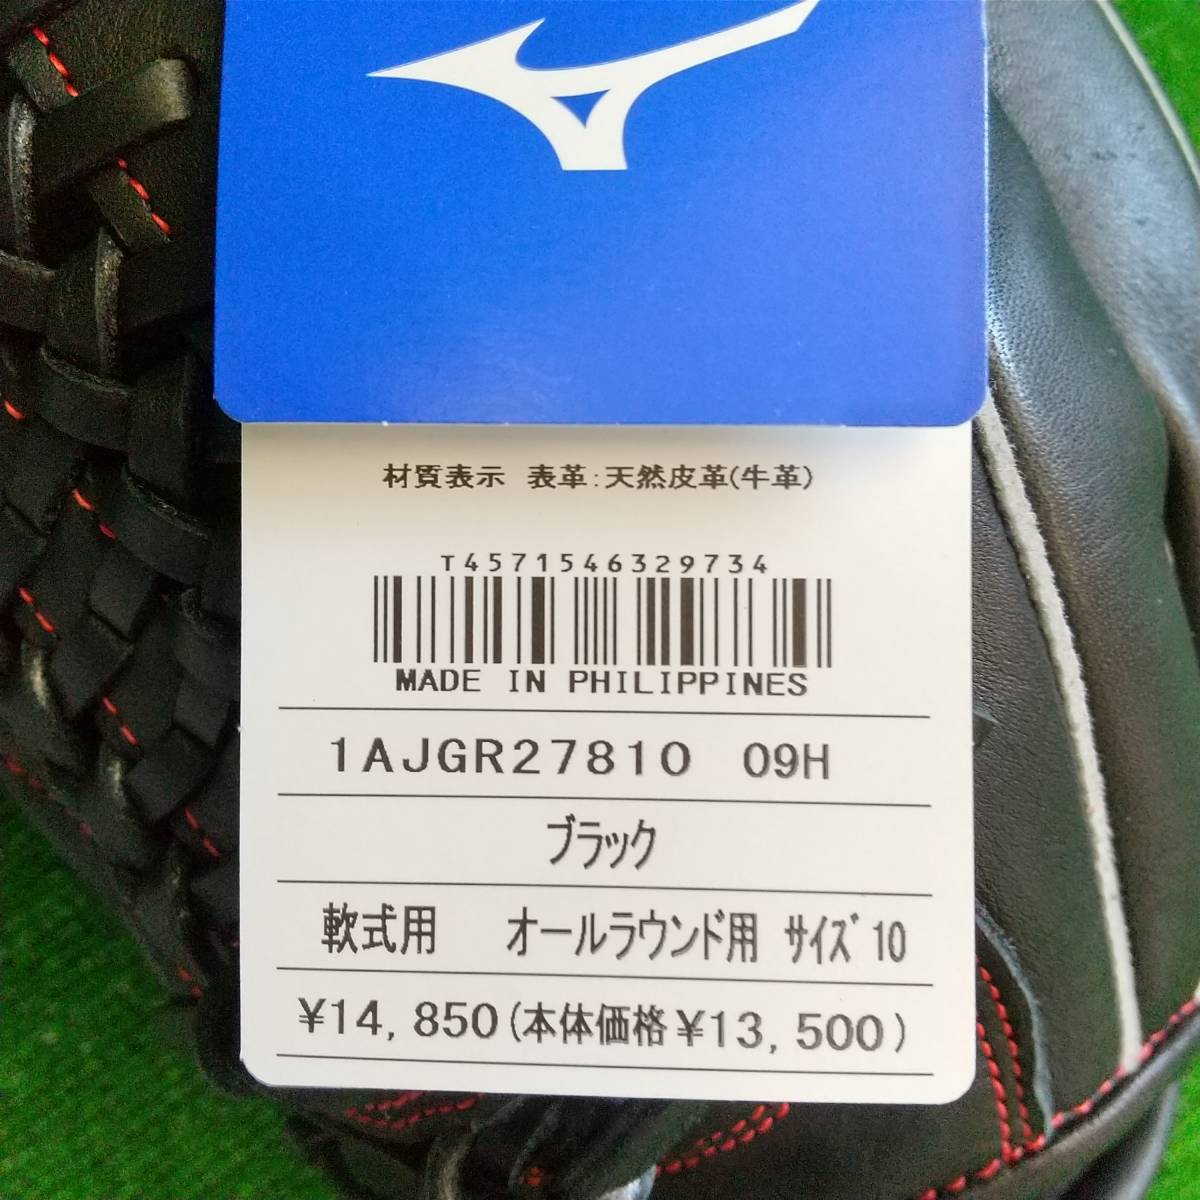 材質表示 表革:天然皮革(牛革)
T4571546329734
MADE IN PHILIPPINES
1AJGR27810 09H
ブラック
軟式用 オールラウンド用 ｻｲｽﾞ10
¥14,850(本体価格¥13,500)